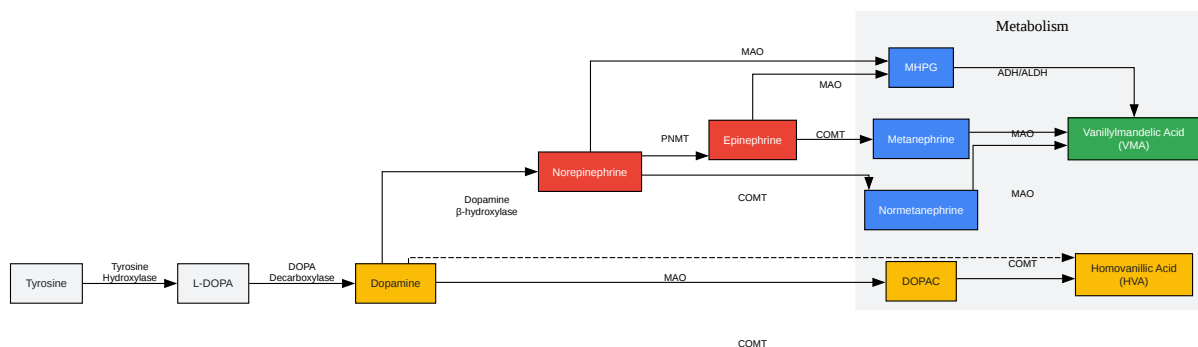 Metabolism
MAO
MHPG
ADH/ALDH
MAO
Epinephrine
PNMT
COMT
Metanephrine
MAO
Vanillylmandelic Acid
(VMA)
Norepinephrine
Dopamine
β-hydroxylase
COMT
Normetanephrine
MAO
Tyrosine
Tyrosine
Hydroxylase
L-DOPA
DOPA
Decarboxylase
Dopamine
MAO
DOPAC
COMT
Homovanillic Acid
(HVA)
COMT